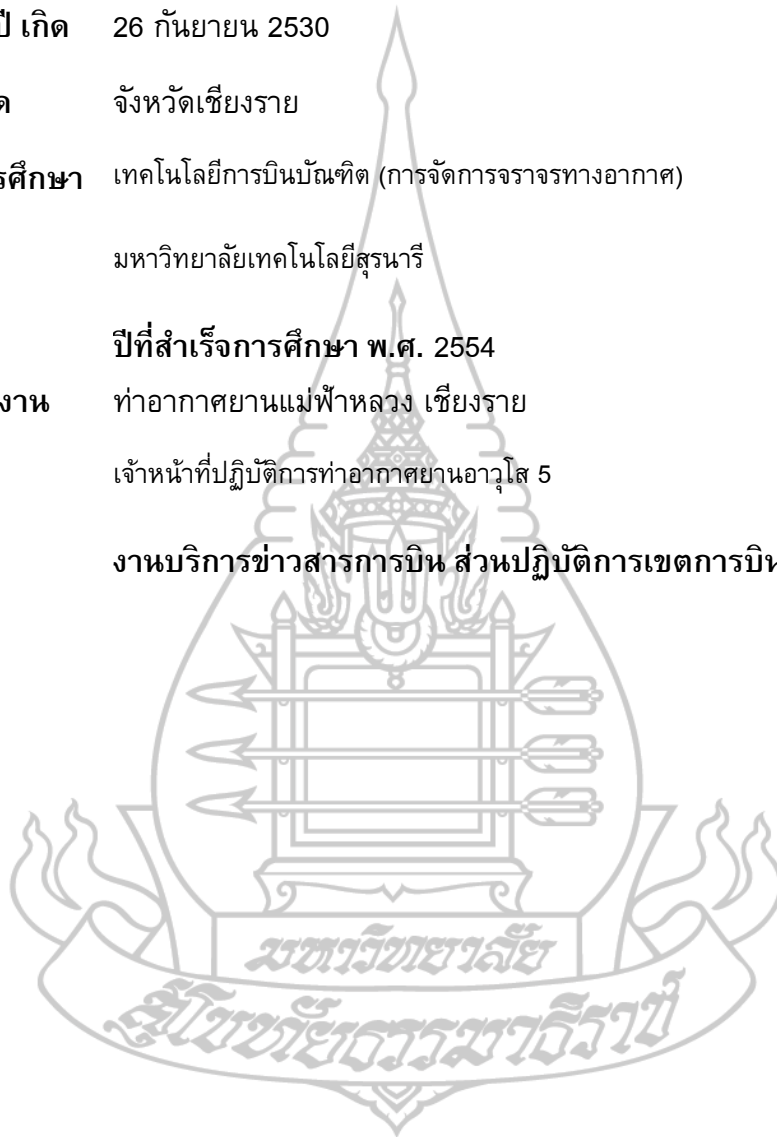 ปี เกิด 26 กันยายน 2530
จังหวัดเชียงราย
ศึกษา เทคโนโลยีการบินบัณฑิต (การจัดการจราจรทางอากาศ)
มหาวิทยาลัยเทคโนโลยีสุรนารี
ปีที่สำเร็จการศึกษา พ.ศ. 2554
งาน ท่าอากาศยานแม่ฟ้าหลวง เชียงราย
เจ้าหน้าที่ปฏิบัติการท่าอากาศยานอาวุโส 5
งานบริการข่าวสารการบิน ส่วนปฏิบัติการเขตการบิน
มหาวิทยาลัย
สุโขทัยธรรมาธิราช